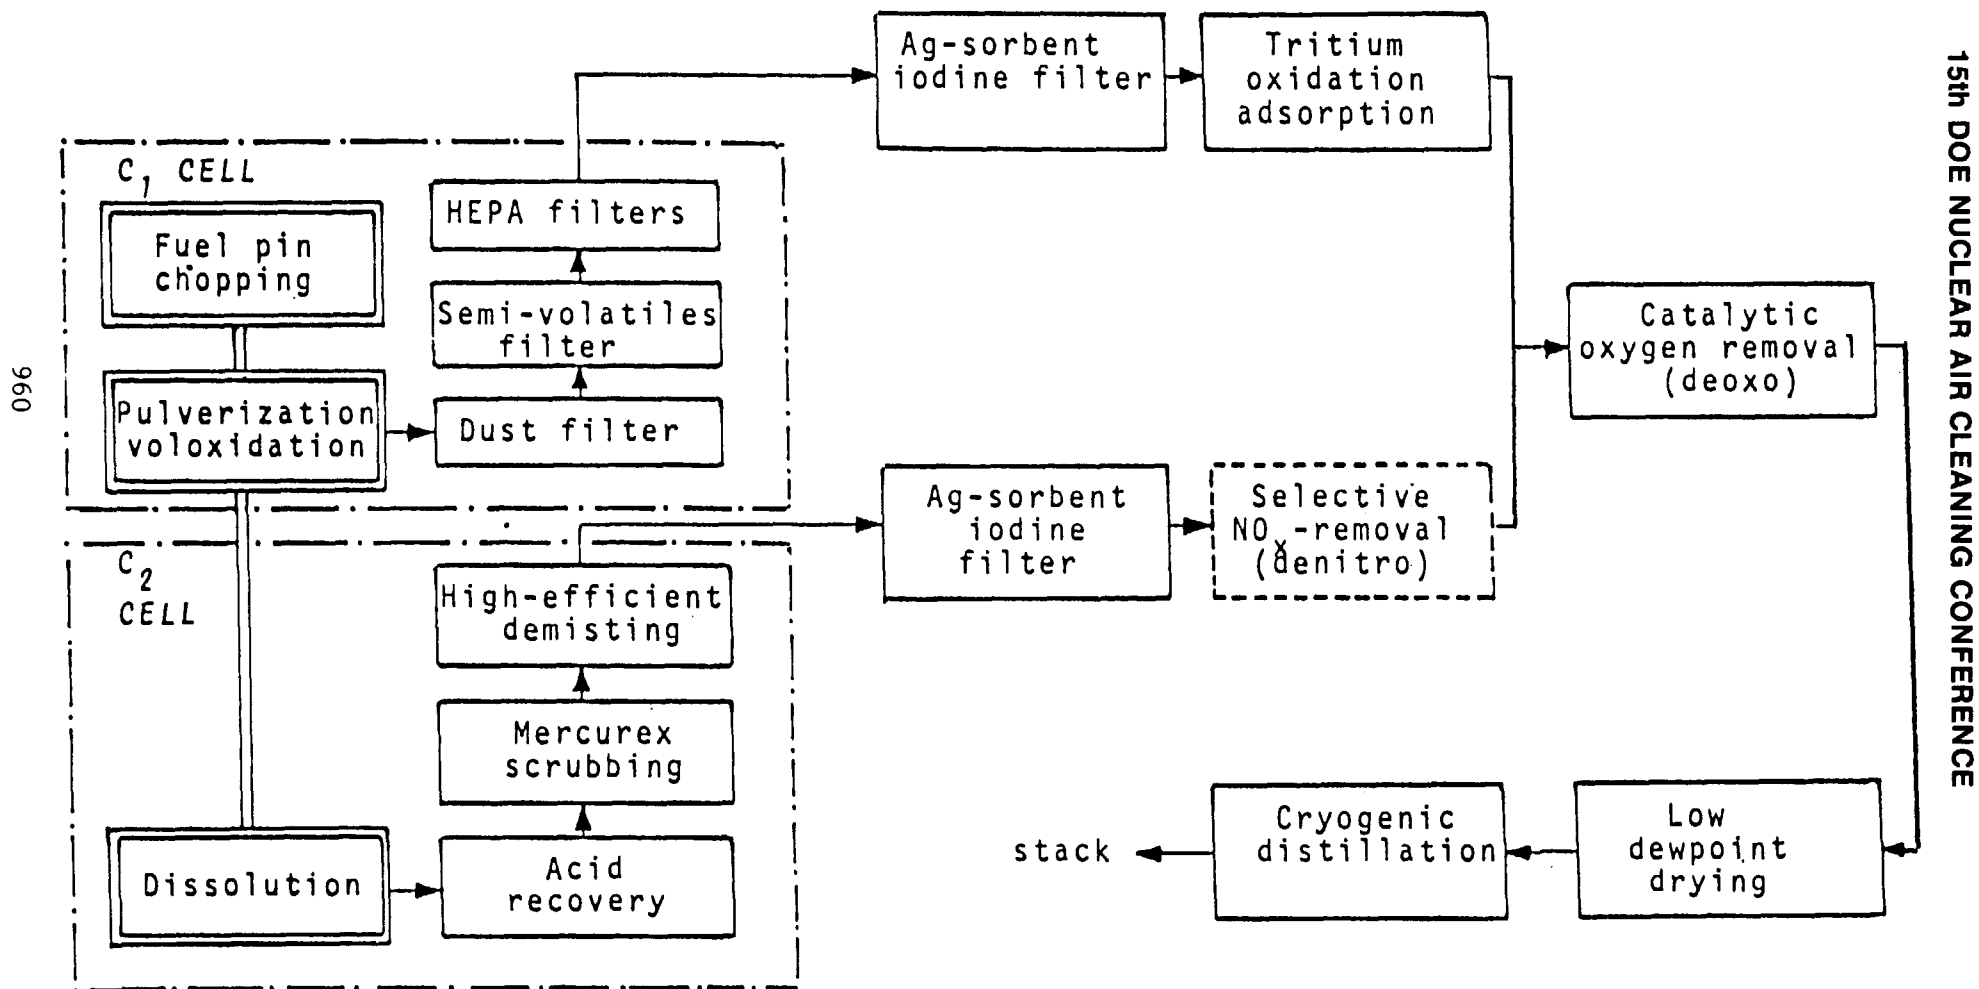 15th DOE NUCLEAR AIR CLEANING CONFERENCE
960
C1 CELL
Fuel pin
chopping
Pulverization
voloxidation
HEPA filters
Semi-volatiles
filter
Dust filter
Ag-sorbent
iodine filter
Tritium
oxidation
adsorption
C2
CELL
Dissolution
High-efficient
demisting
Mercurex
scrubbing
Acid
recovery
Ag-sorbent
iodine
filter
Selective
NOx-removal
(denitro)
Catalytic
oxygen removal
(deoxo)
Low
dewpoint
drying
Cryogenic
distillation
stack